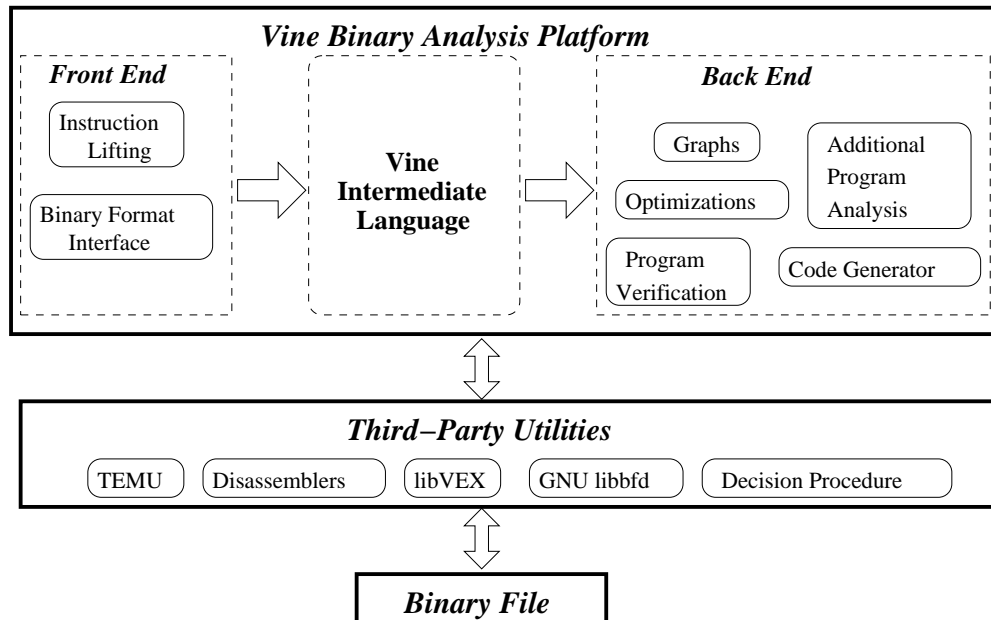 Vine Binary Analysis Platform
Front End
Instruction
Lifting
Binary Format
Interface
Vine
Intermediate
Language
Back End
Graphs
Additional
Program
Analysis
Optimizations
Program
Verification
Code Generator
Third−Party Utilities
TEMU
Disassemblers
libVEX
GNU libbfd
Decision Procedure
Binary File